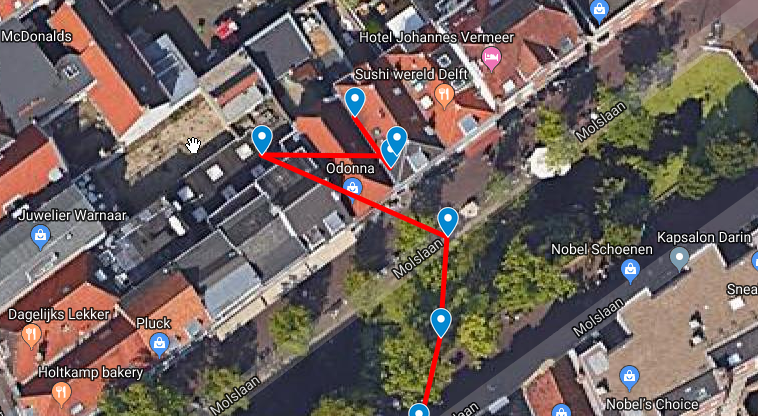 McDonalds
Hotel Johannes Vermeer
Sushi wereld Delft
Molslaan
Odonna
Juwelier Warnaar
Molslaan
Kapsalon Darin
Nobel Schoenen
Snea
Dagelijks Lekker
Pluck
Molslaan
Holtkamp bakery
Molslaan
Nobel's Choice
slaan